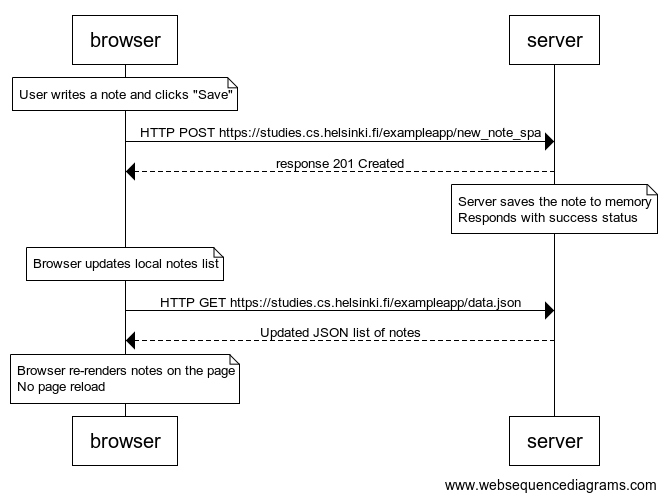 browser
server
User writes a note and clicks "Save"
HTTP POST https://studies.cs.helsinki.fi/exampleapp/new_note_spa
response 201 Created
Server saves the note to memory
Responds with success status
Browser updates local notes list
HTTP GET https://studies.cs.helsinki.fi/exampleapp/data.json
Updated JSON list of notes
Browser re-renders notes on the page
No page reload
browser
server
www.websequencediagrams.com